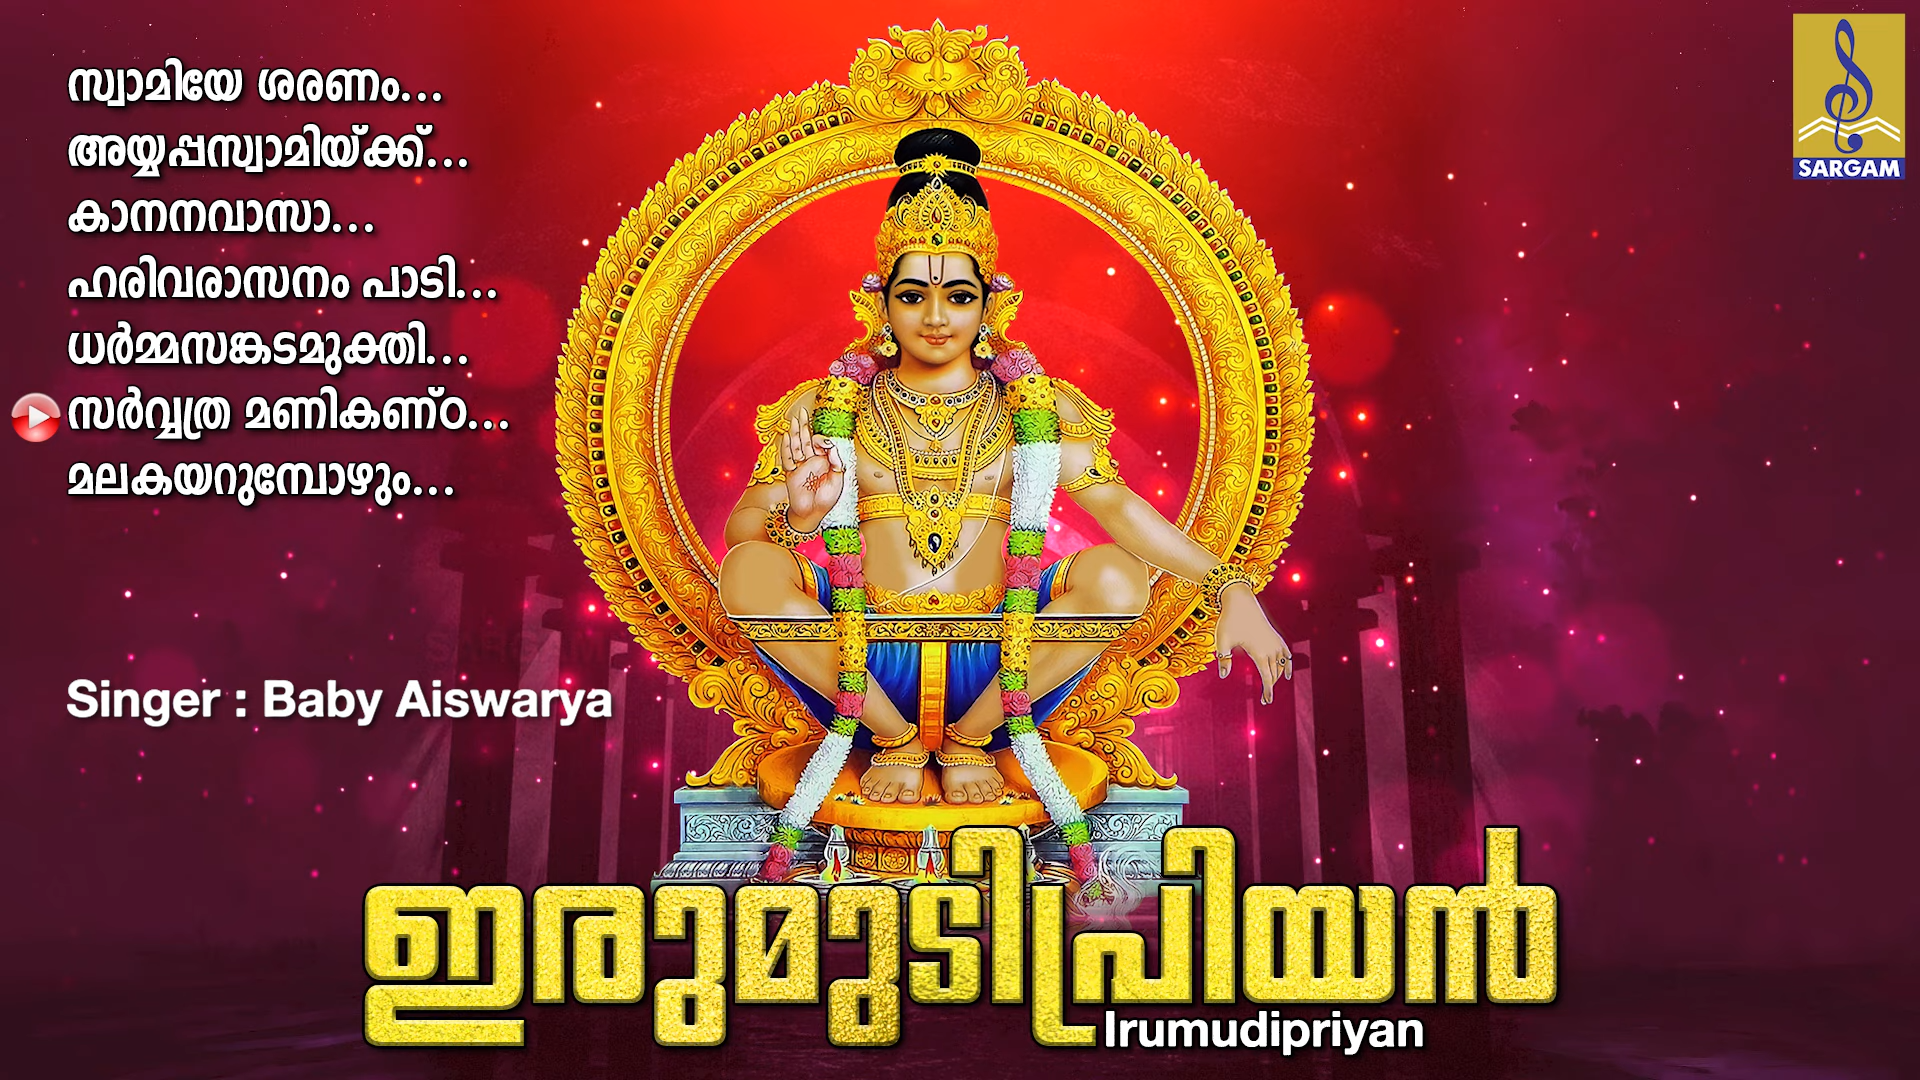 സ്വാമിയേ ശരണം...
അയ്യപ്പസ്വാമിയ്ക്ക്...
കാനനവാസാ...
ഹരിവരാസനം പാടി...
ധർമ്മസങ്കടമുക്തി...
സർവ്വത്ര മണികണ്ഠ...
മലകയറുമ്പോഴും...
SARGAM
Singer : Baby Aiswarya
ഇരുമുടിപ്രിയൻ
Irumudipriyan